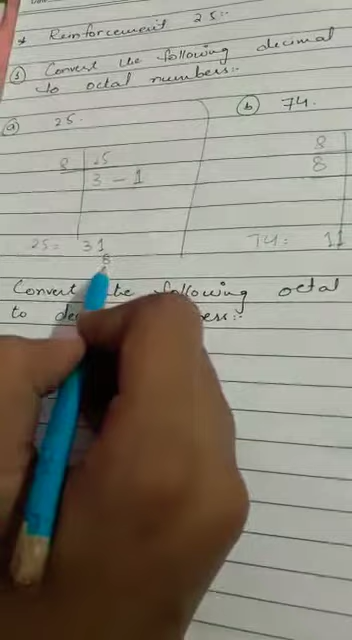 * Reinforcement 25:-
① Convert the following decimal
to octal numbers:-
ⓐ 25.
ⓑ 74.
8 | 25
3 - 1
8
8
25 = 31
8
74 = 11
Convert the following octal
to